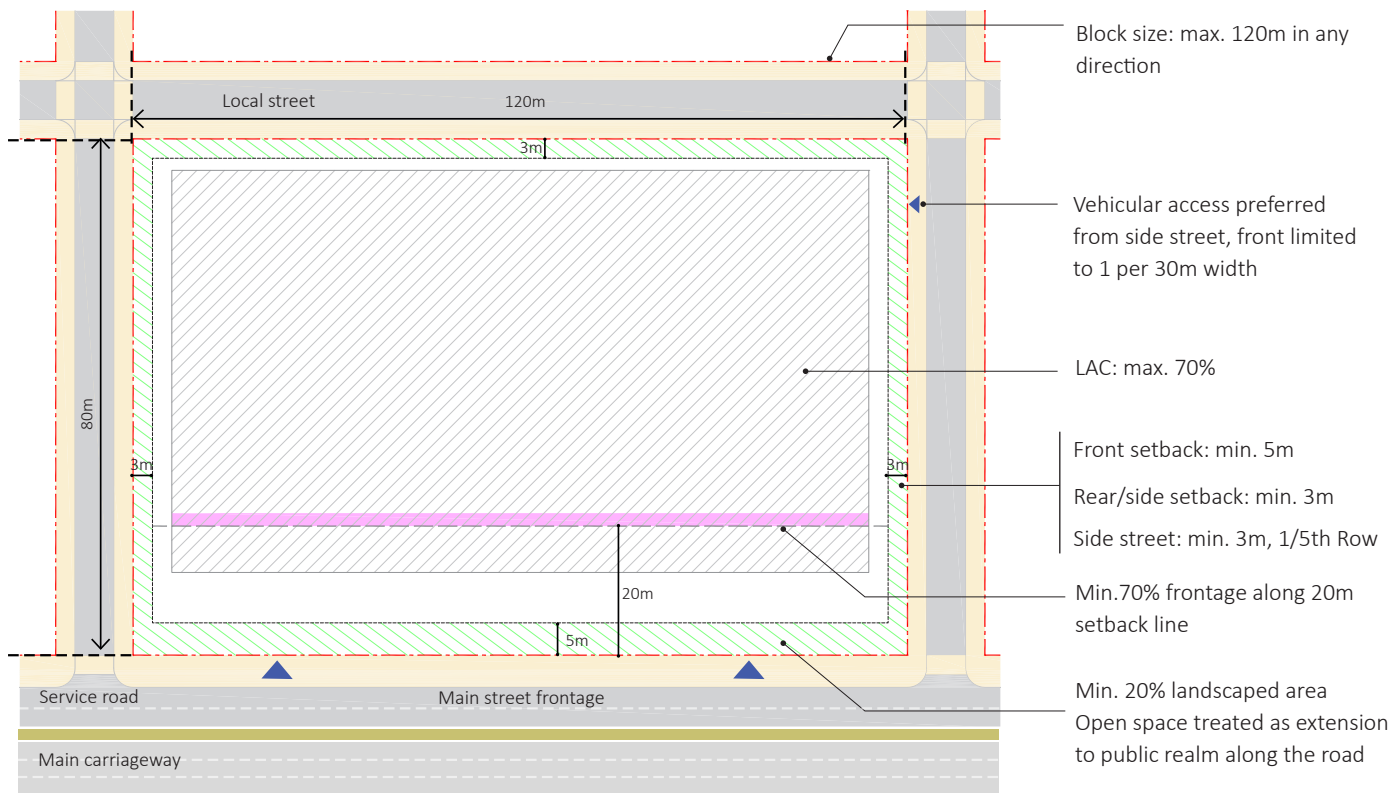 Block size: max. 120m in any
direction
Local street
120m
3m
Vehicular access preferred
from side street, front limited
to 1 per 30m width
LAC: max. 70%
80m
3m
3m
Front setback: min. 5m
Rear/side setback: min. 3m
Side street: min. 3m, 1/5th Row
20m
Min.70% frontage along 20m
setback line
5m
Min. 20% landscaped area
Open space treated as extension
to public realm along the road
Service road
Main street frontage
Main carriageway